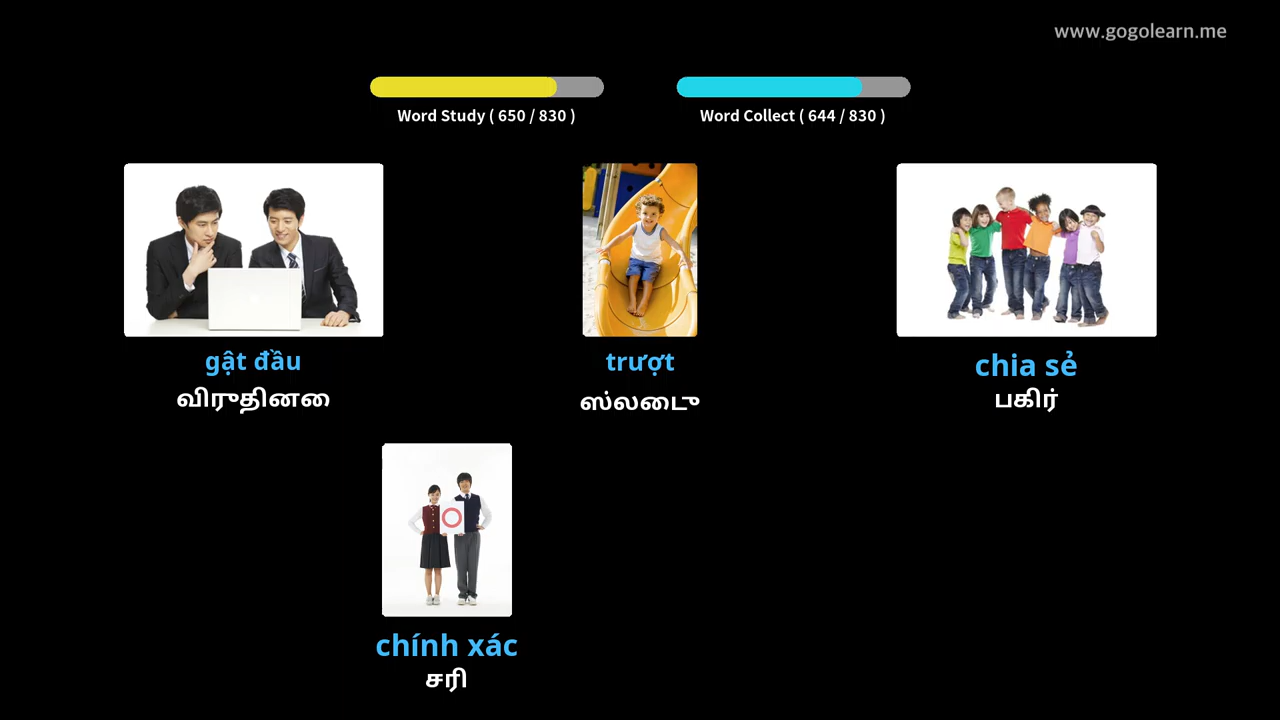 www.gogolearn.me
Word Study ( 650 / 830 )
Word Collect ( 644 / 830 )
gật đầu
trượt
chia sẻ
விருதினை
ஸ்லடைு
பகிர்
chính xác
சரி